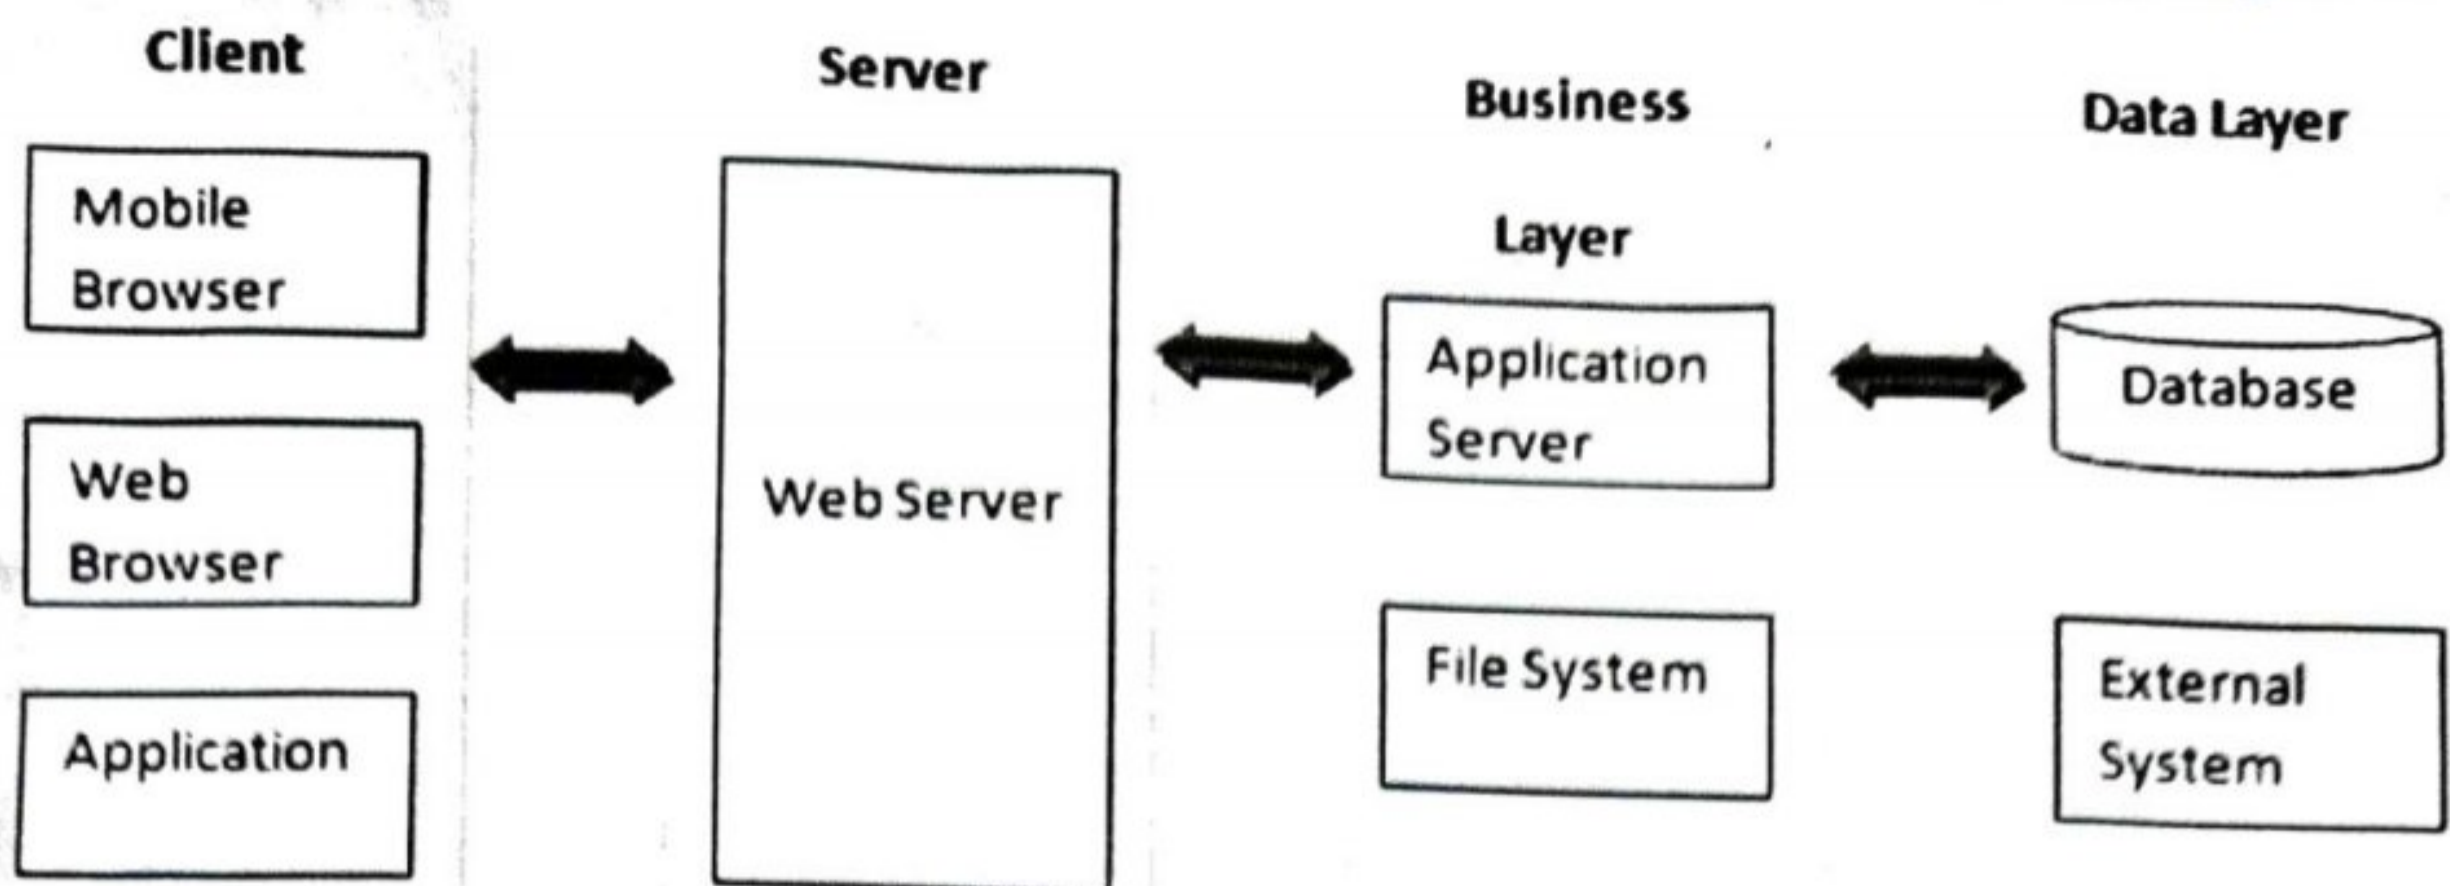 Client
Mobile
Browser
Web
Browser
Application
Server
Web Server
Business
Layer
Application
Server
File System
Data Layer
Database
External
System